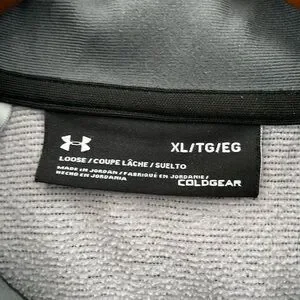 XL/TG/EG
LOOSE / COUPE LÂCHE / SUELTO
MADE IN JORDAN / FABRIQUÉ EN JORDANIE /
HECHO EN JORDANIA
COLDGEAR